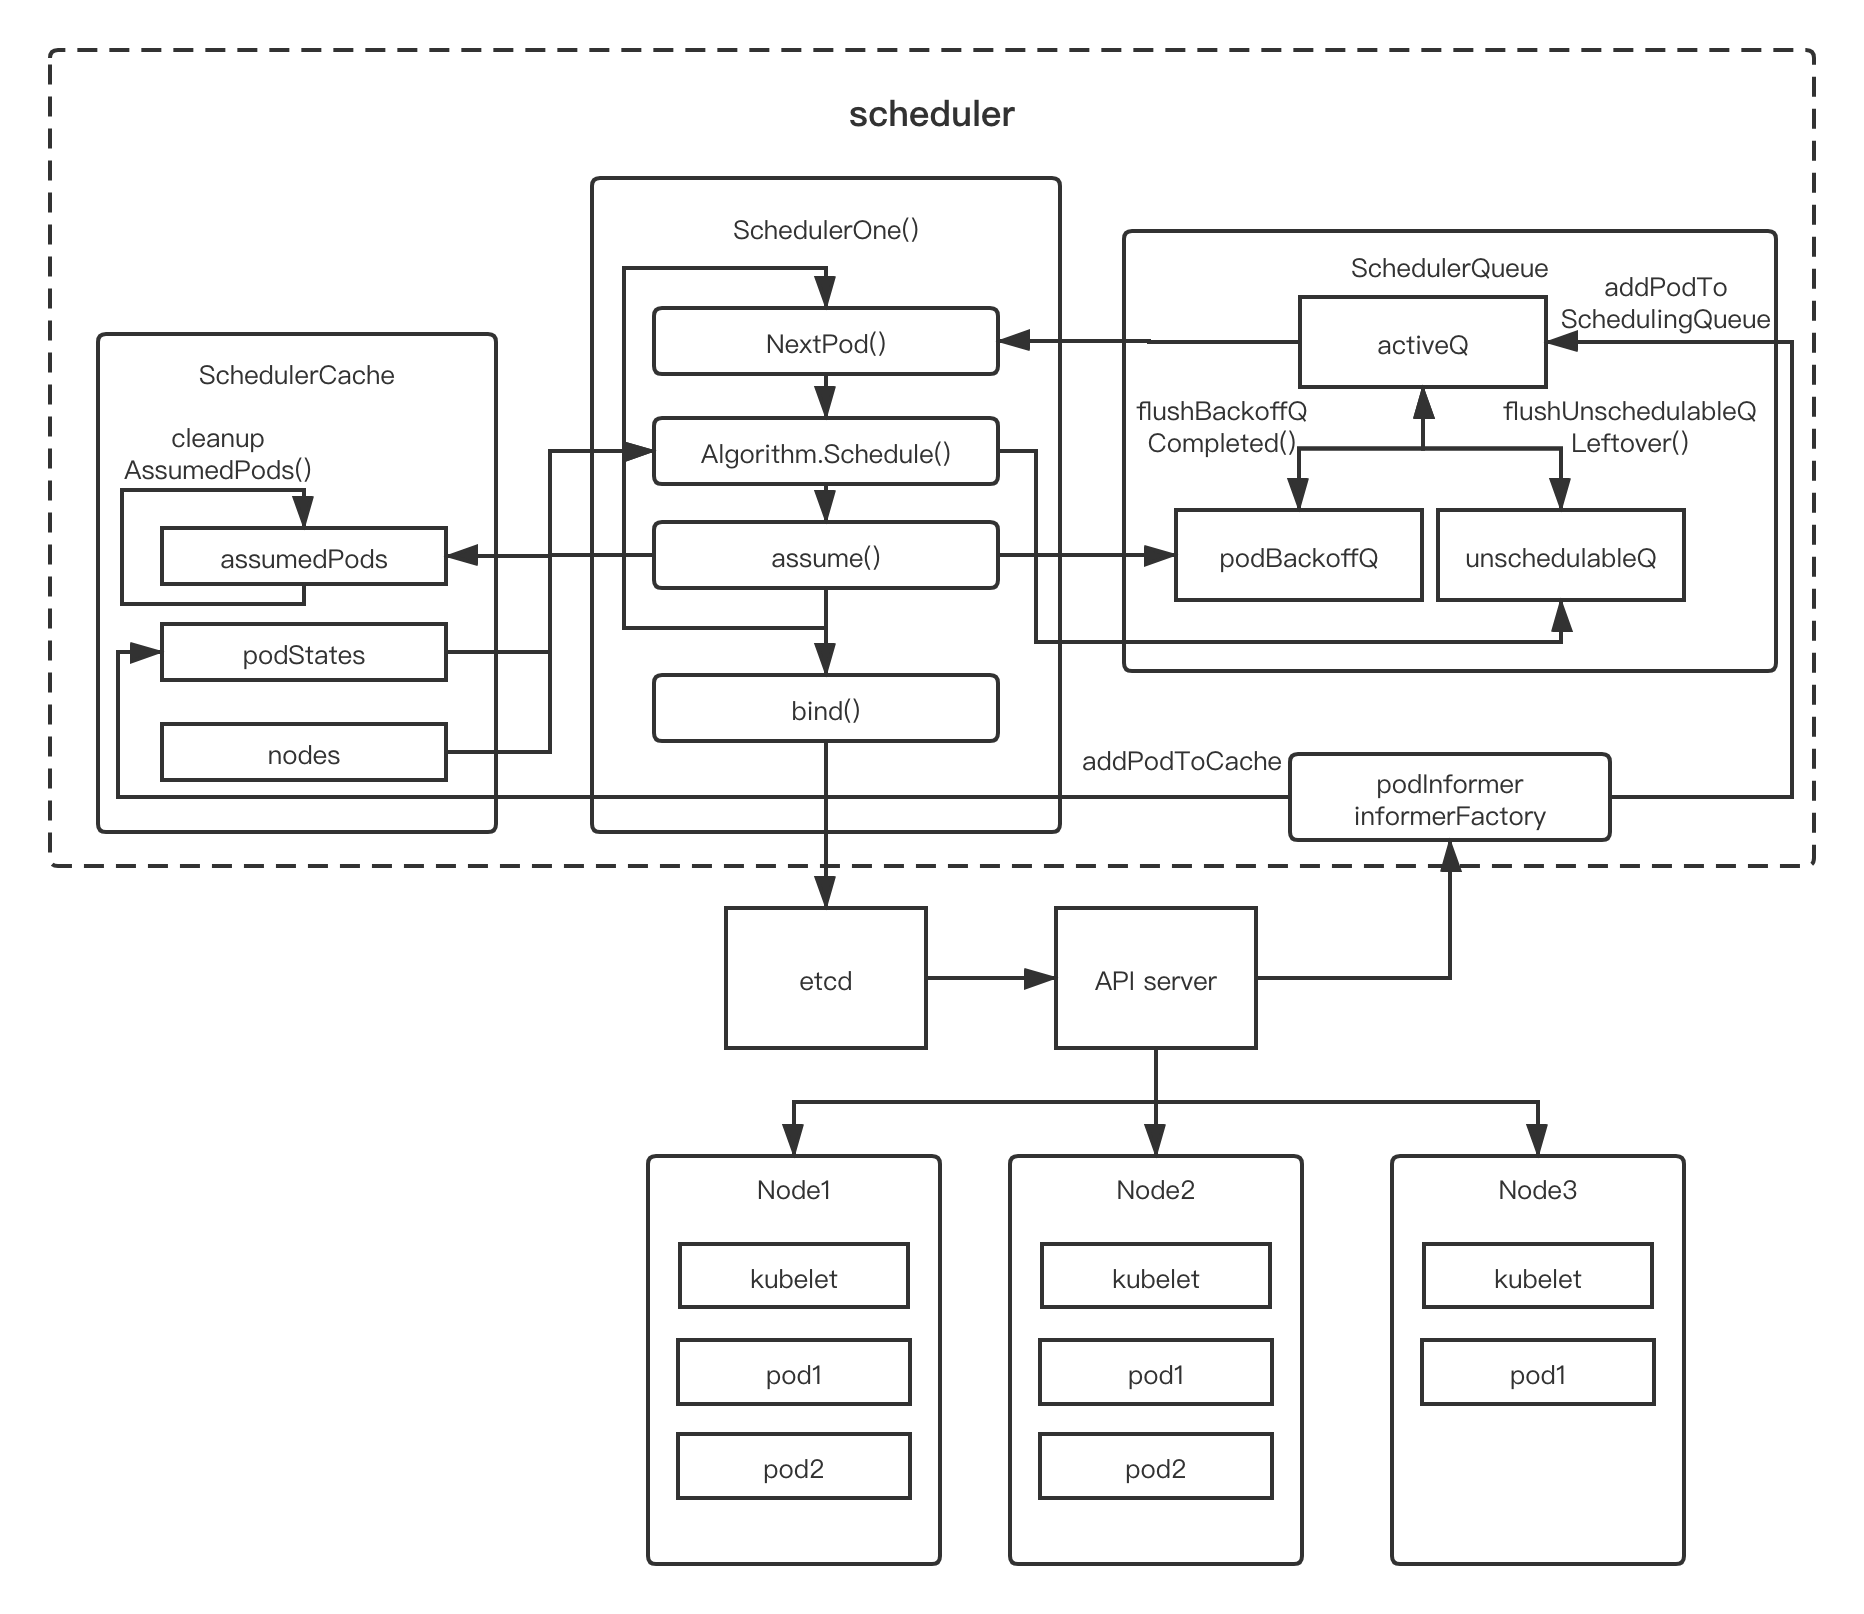 scheduler
SchedulerOne()
NextPod()
Algorithm.Schedule()
assume()
bind()
SchedulerCache
cleanup
AssumedPods()
assumedPods
podStates
nodes
SchedulerQueue
addPodTo
SchedulingQueue
activeQ
flushBackoffQ
Completed()
flushUnschedulableQ
Leftover()
podBackoffQ
unschedulableQ
addPodToCache
podInformer
informerFactory
etcd
API server
Node1
kubelet
pod1
pod2
Node2
kubelet
pod1
pod2
Node3
kubelet
pod1